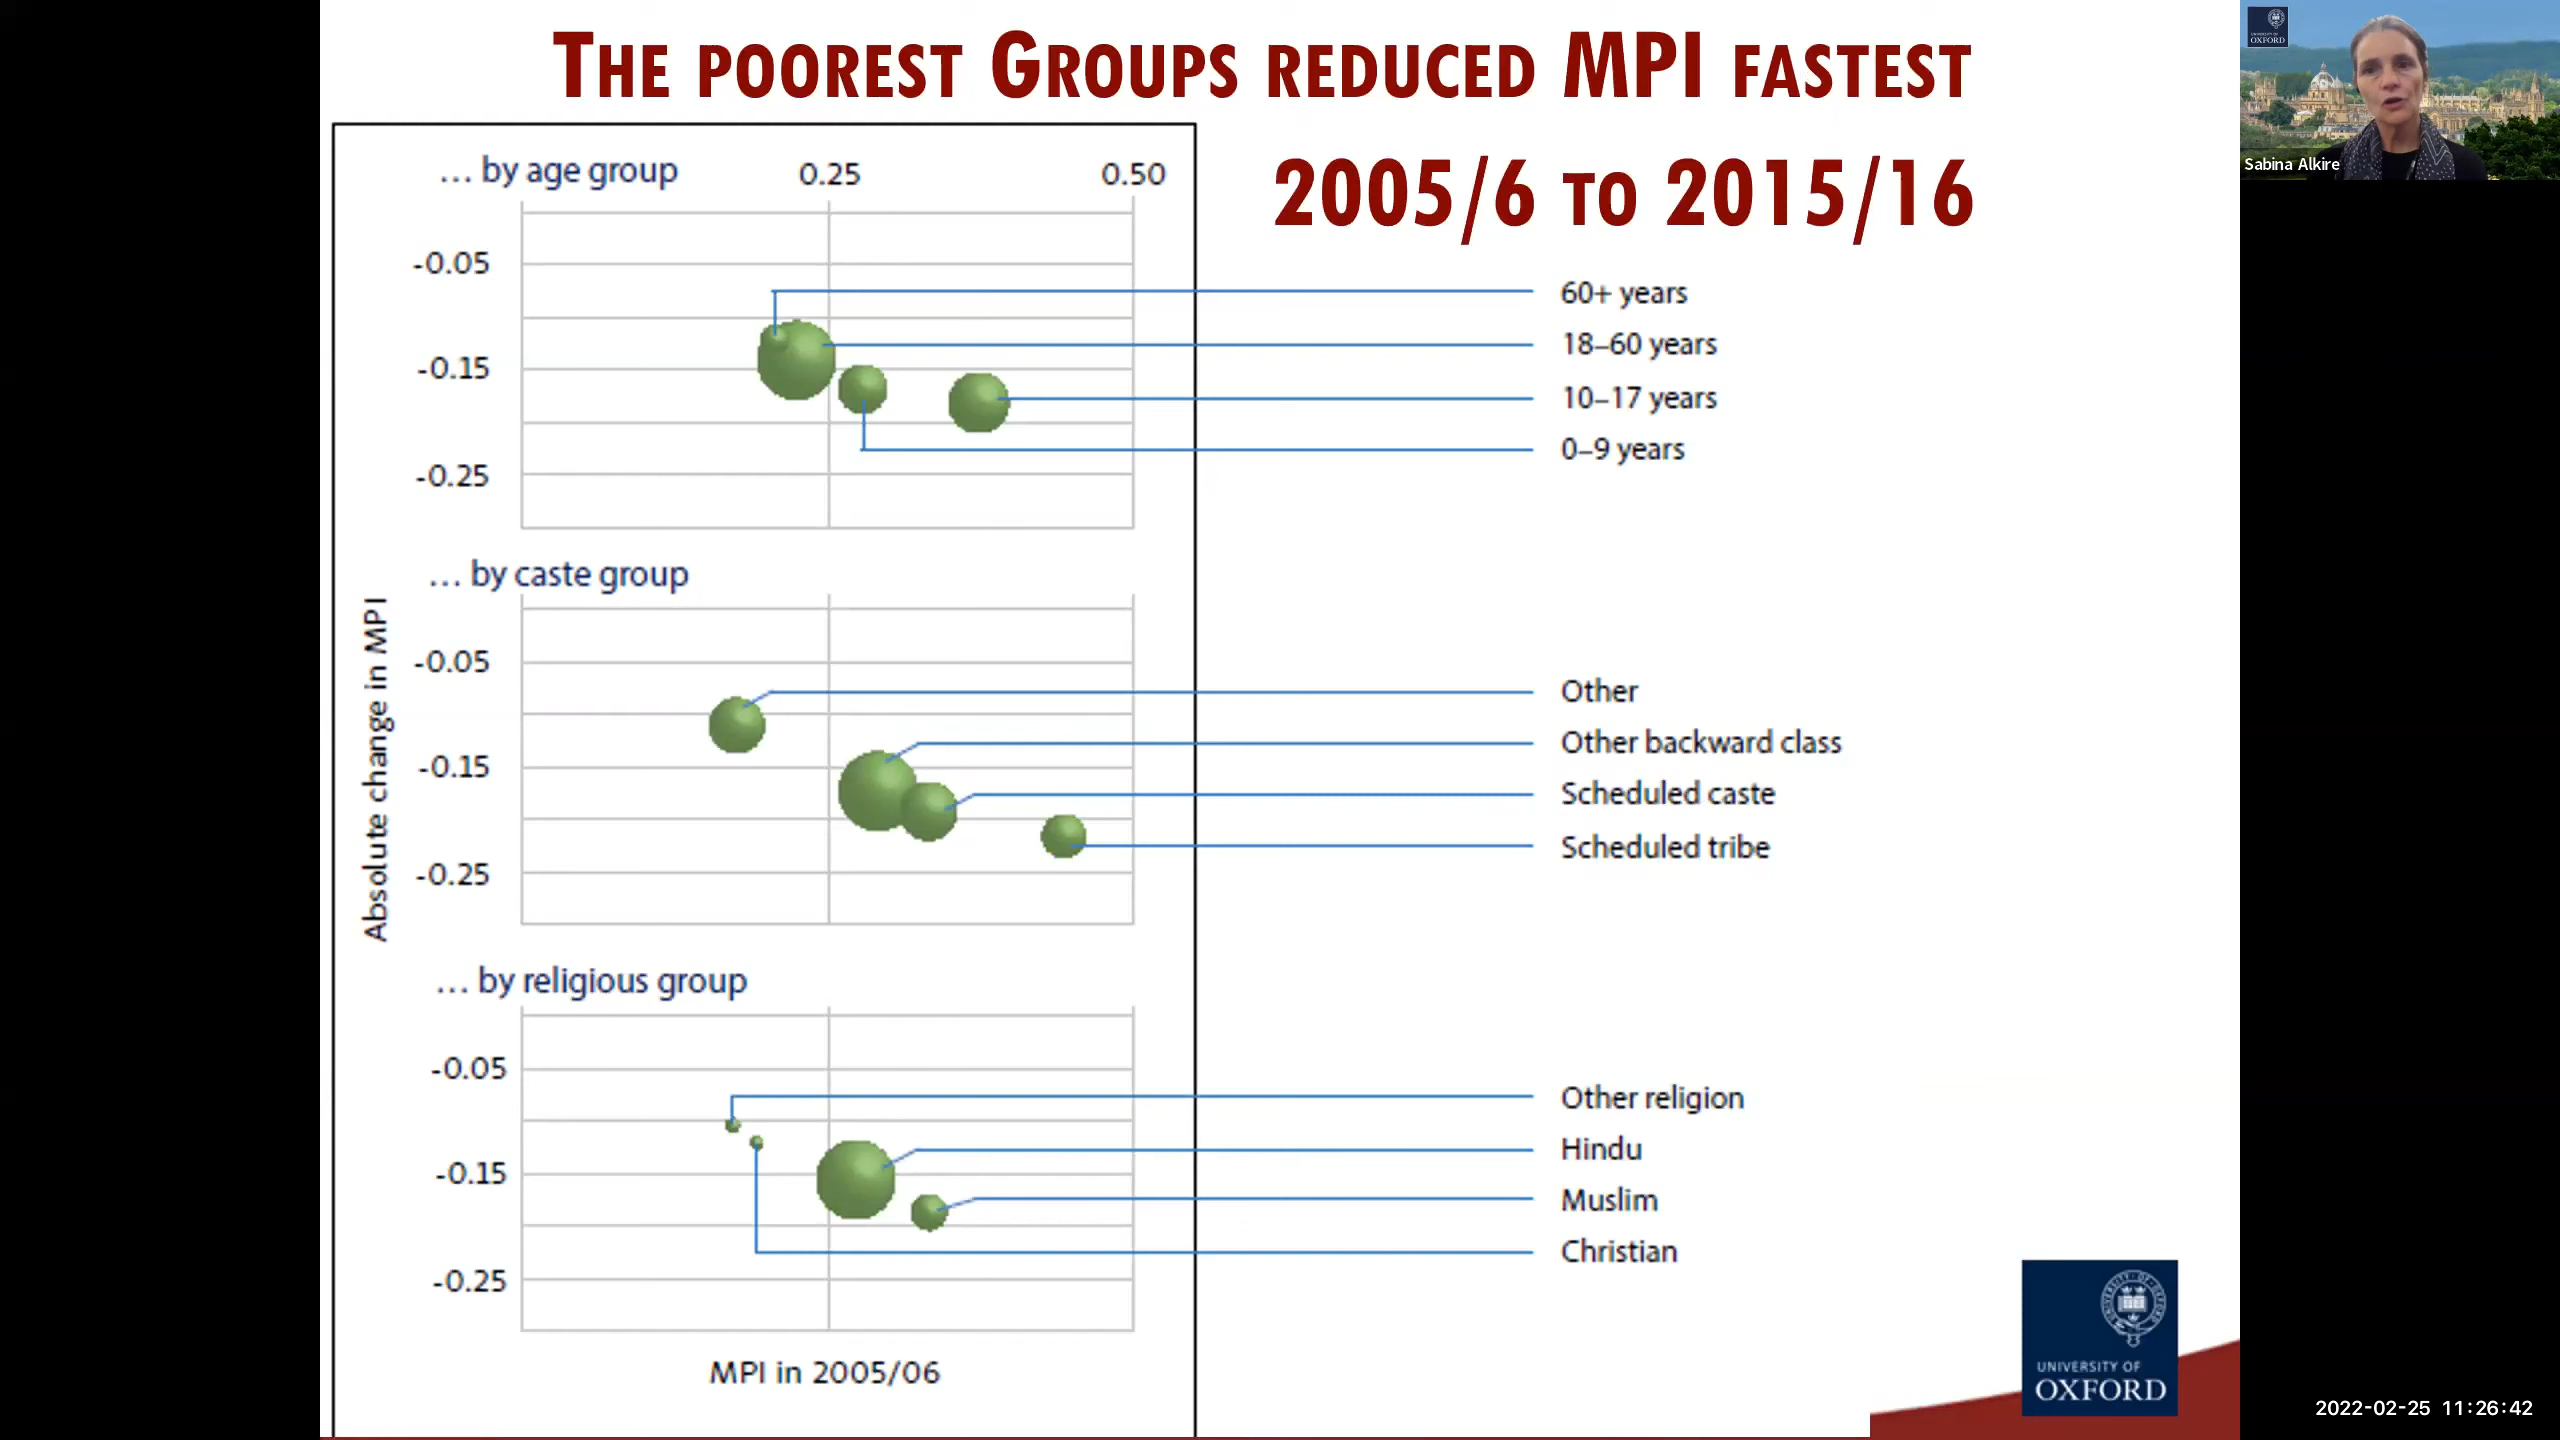 THE POOREST GROUPS REDUCED MPI FASTEST
2005/6 TO 2015/16
... by age group
0.25
0.50
-0.05
-0.15
-0.25
60+ years
18–60 years
10–17 years
0–9 years
... by caste group
Absolute change in MPI
-0.05
-0.15
-0.25
Other
Other backward class
Scheduled caste
Scheduled tribe
... by religious group
-0.05
-0.15
-0.25
Other religion
Hindu
Muslim
Christian
MPI in 2005/06
UNIVERSITY OF
OXFORD
UNIVERSITY OF
OXFORD
Sabina Alkire
2022-02-25 11:26:42